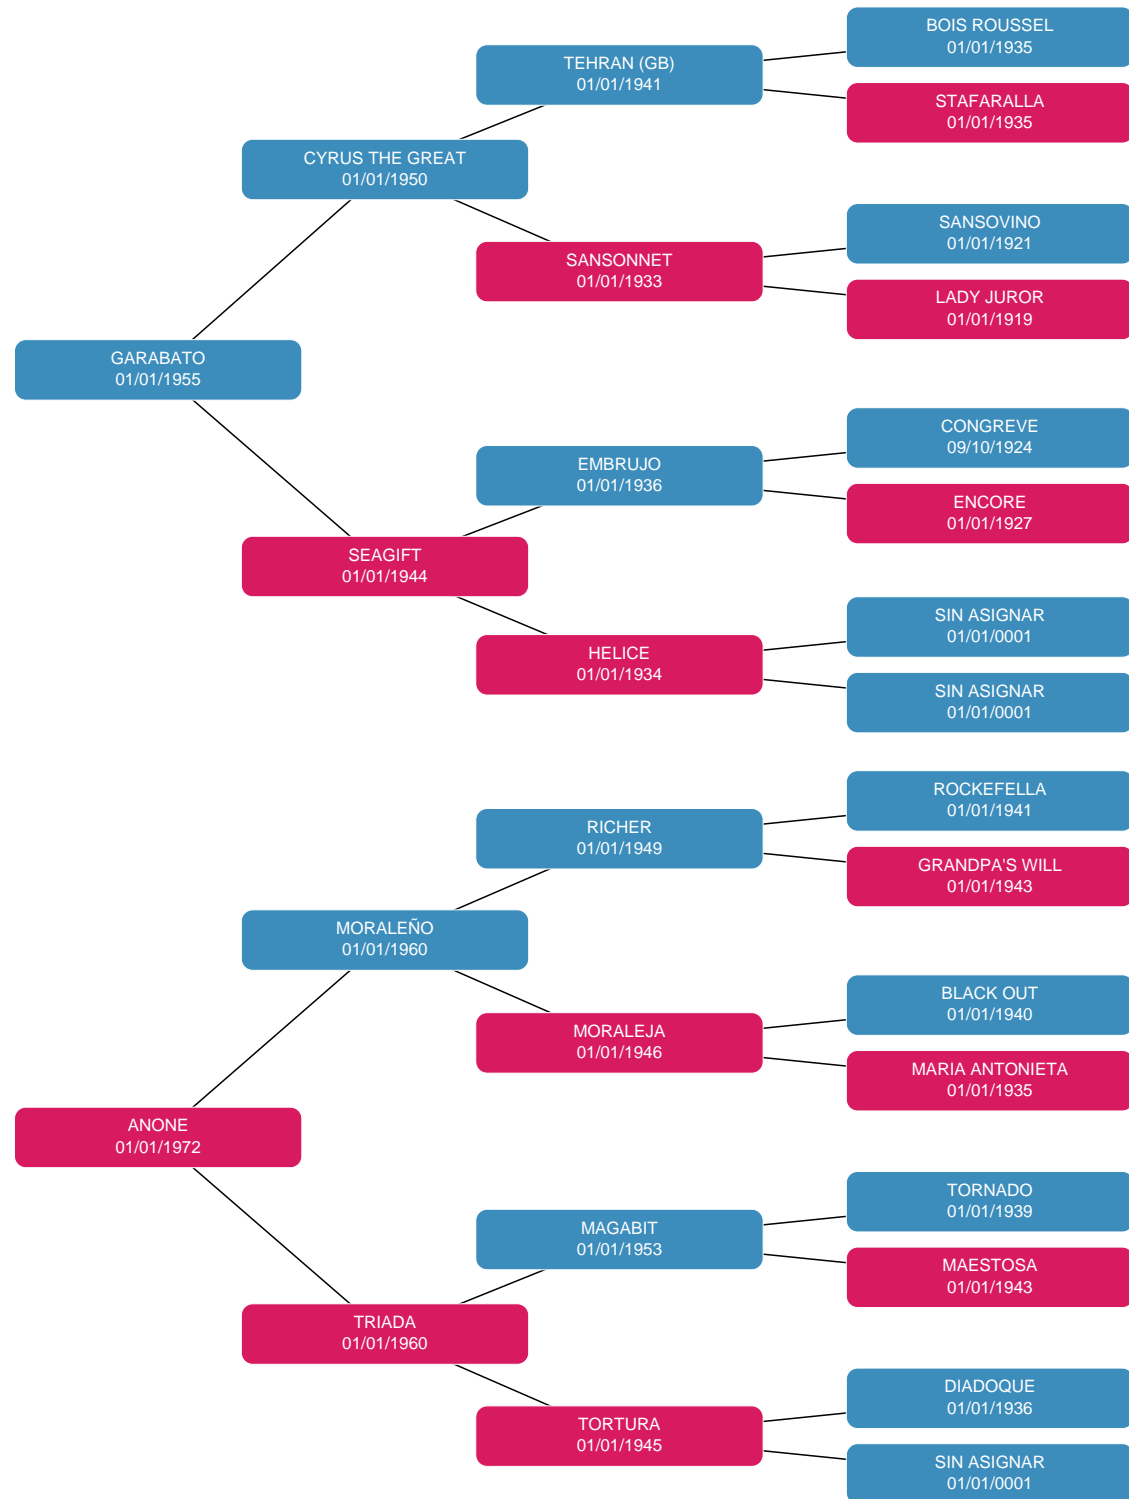 BOIS ROUSSEL
01/01/1935
TEHRAN (GB)
01/01/1941
STAFARALLA
01/01/1935
CYRUS THE GREAT
01/01/1950
SANSOVINO
01/01/1921
SANSONNET
01/01/1933
LADY JUROR
01/01/1919
GARABATO
01/01/1955
CONGREVE
09/10/1924
EMBRUJO
01/01/1936
ENCORE
01/01/1927
SEAGIFT
01/01/1944
SIN ASIGNAR
01/01/0001
HELICE
01/01/1934
SIN ASIGNAR
01/01/0001
ROCKEFELLA
01/01/1941
RICHER
01/01/1949
GRANDPA'S WILL
01/01/1943
MORALEÑO
01/01/1960
BLACK OUT
01/01/1940
MORALEJA
01/01/1946
MARIA ANTONIETA
01/01/1935
ANONE
01/01/1972
TORNADO
01/01/1939
MAGABIT
01/01/1953
MAESTOSA
01/01/1943
TRIADA
01/01/1960
DIADOQUE
01/01/1936
TORTURA
01/01/1945
SIN ASIGNAR
01/01/0001